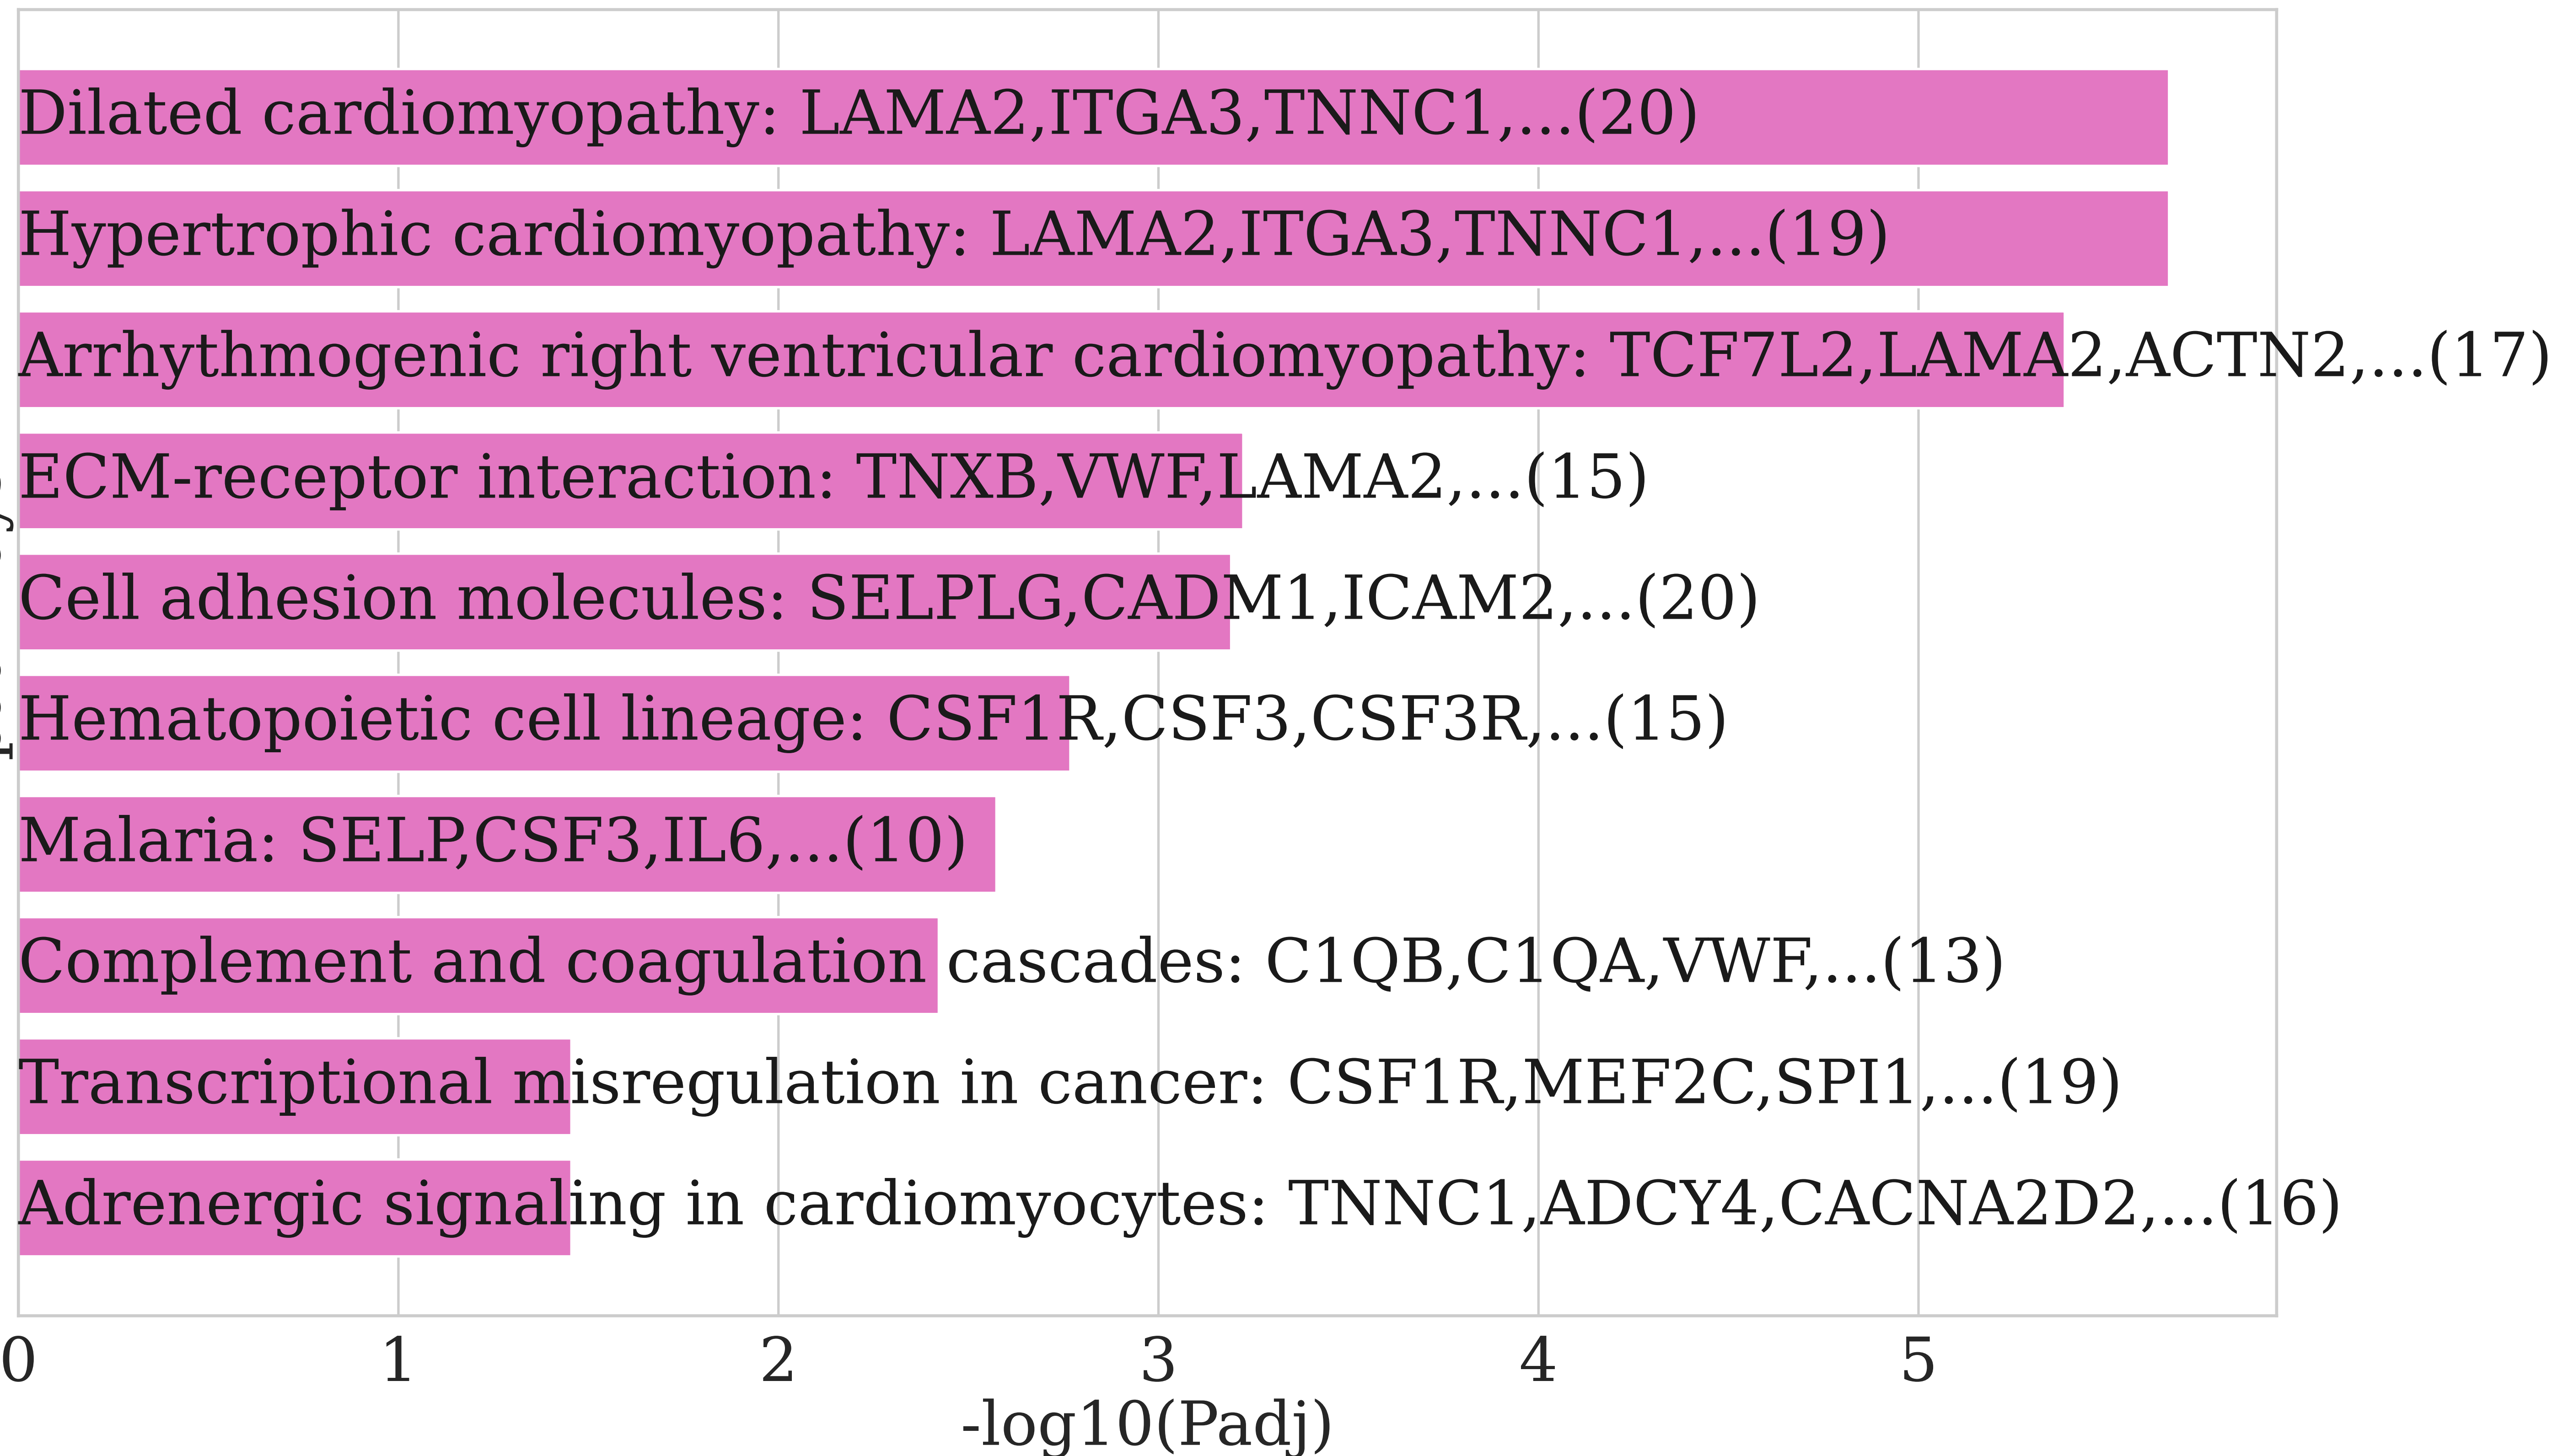 Dilated cardiomyopathy: LAMA2,ITGA3,TNNC1,...(20)
Hypertrophic cardiomyopathy: LAMA2,ITGA3,TNNC1,...(19)
Arrhythmogenic right ventricular cardiomyopathy: TCF7L2,LAMA2,ACTN2,...(17)
ECM-receptor interaction: TNXB,VWF,LAMA2,...(15)
Cell adhesion molecules: SELPLG,CADM1,ICAM2,...(20)
Hematopoietic cell lineage: CSF1R,CSF3,CSF3R,...(15)
Malaria: SELP,CSF3,IL6,...(10)
Complement and coagulation cascades: C1QB,C1QA,VWF,...(13)
Transcriptional misregulation in cancer: CSF1R,MEF2C,SPI1,...(19)
Adrenergic signaling in cardiomyocytes: TNNC1,ADCY4,CACNA2D2,...(16)
0 1 2 3 4 5
-log10(Padj)